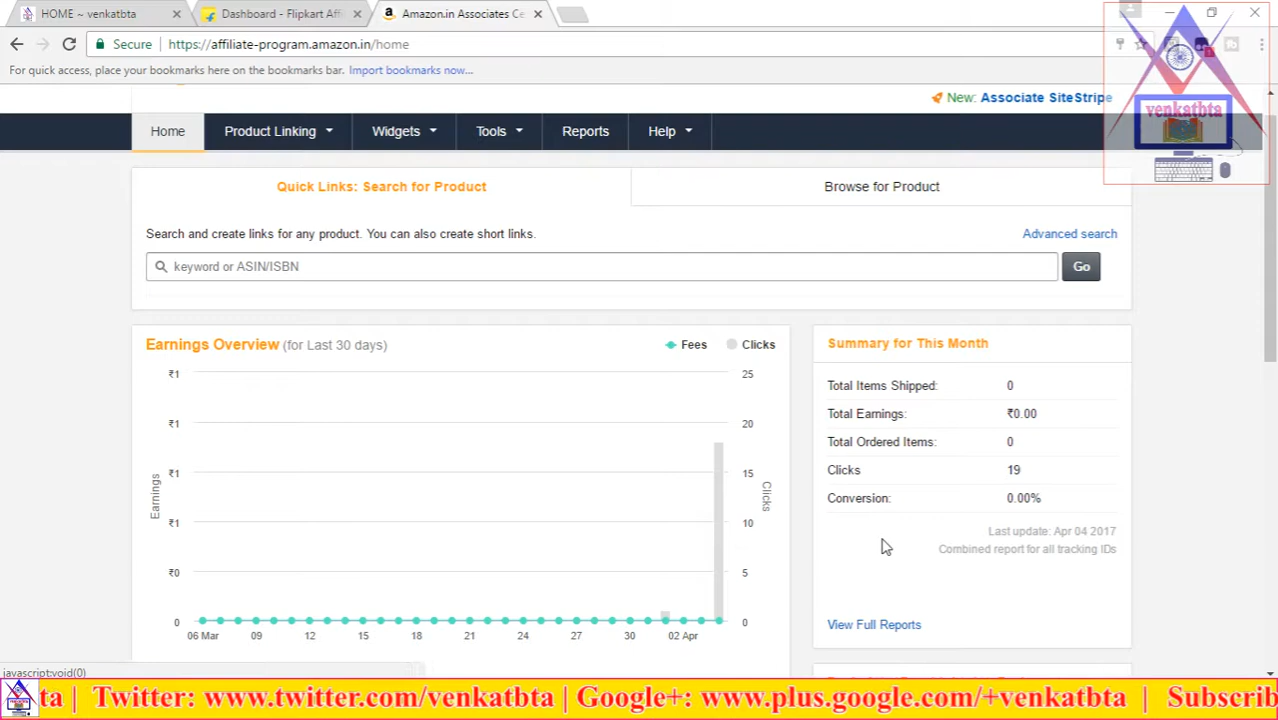 HOME ~ venkatbta
Dashboard - Flipkart Affi
Amazon.in Associates Ce
Secure
https://affiliate-program.amazon.in/home
For quick access, place your bookmarks here on the bookmarks bar. Import bookmarks now...
New: Associate SiteStripe
venkatbta
Home
Product Linking
Widgets
Tools
Reports
Help
Quick Links: Search for Product
Browse for Product
Search and create links for any product. You can also create short links.
Advanced search
keyword or ASIN/ISBN
Go
Earnings Overview (for Last 30 days)
Fees
Clicks
₹1
₹1
₹1
₹1
₹0
0
Earnings
25
20
15
10
5
0
Clicks
06 Mar
09
12
15
18
21
24
27
30
02 Apr
Summary for This Month
Total Items Shipped: 0
Total Earnings: ₹0.00
Total Ordered Items: 0
Clicks 19
Conversion: 0.00%
Last update: Apr 04 2017
Combined report for all tracking IDs
View Full Reports
javascript:void(0)
ta | Twitter: www.twitter.com/venkatbta | Google+: www.plus.google.com/+venkatbta | Subscrib